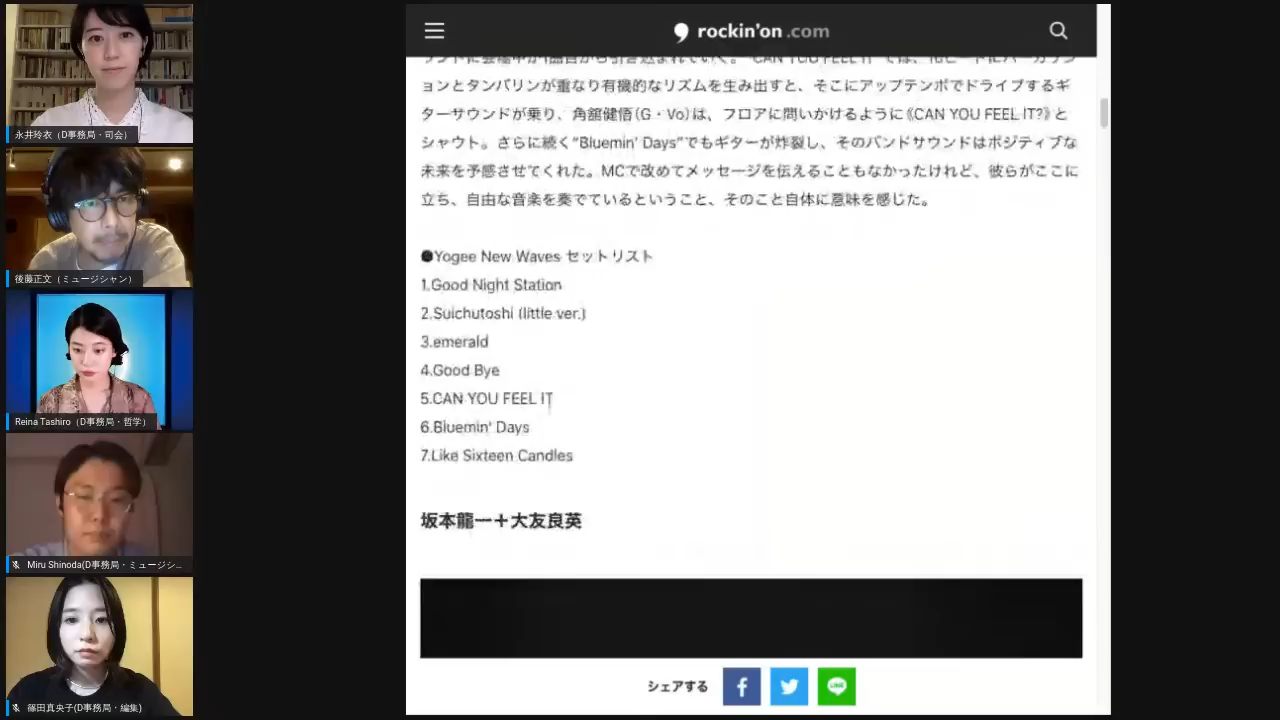 永井玲衣（D事務局・司会）
後藤正文（ミュージシャン）
Reina Tashiro（D事務局・哲学）
Miru Shinoda(D事務局・ミュージシ...
篠田真央子(D事務局・編集)
rockin'on.com
ョンとタンバリンが重なり有機的なリズムを生み出すと、そこにアップテンポでドライブするギ
ターサウンドが乗り、角舘健悟（G・Vo）は、フロアに問いかけるように《CAN YOU FEEL IT?》と
シャウト。さらに続く“Bluemin' Days”でもギターが炸裂し、そのバンドサウンドはポジティブな
未来を予感させてくれた。MCで改めてメッセージを伝えることもなかったけれど、彼らがここに
立ち、自由な音楽を奏でているということ、そのこと自体に意味を感じた。
●Yogee New Waves セットリスト
1.Good Night Station
2.Suichutoshi (little ver.)
3.emerald
4.Good Bye
5.CAN YOU FEEL IT
6.Bluemin' Days
7.Like Sixteen Candles
坂本龍一＋大友良英
シェアする
LINE